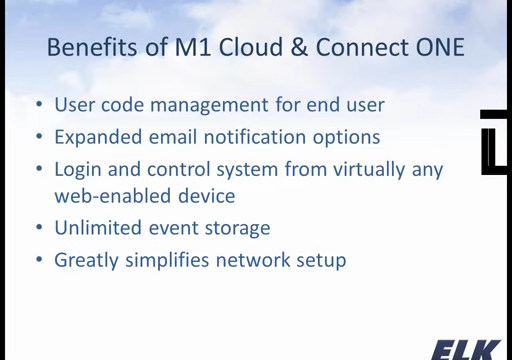 Benefits of M1 Cloud & Connect ONE
• User code management for end user
• Expanded email notification options
• Login and control system from virtually any
web-enabled device
• Unlimited event storage
• Greatly simplifies network setup
ELK